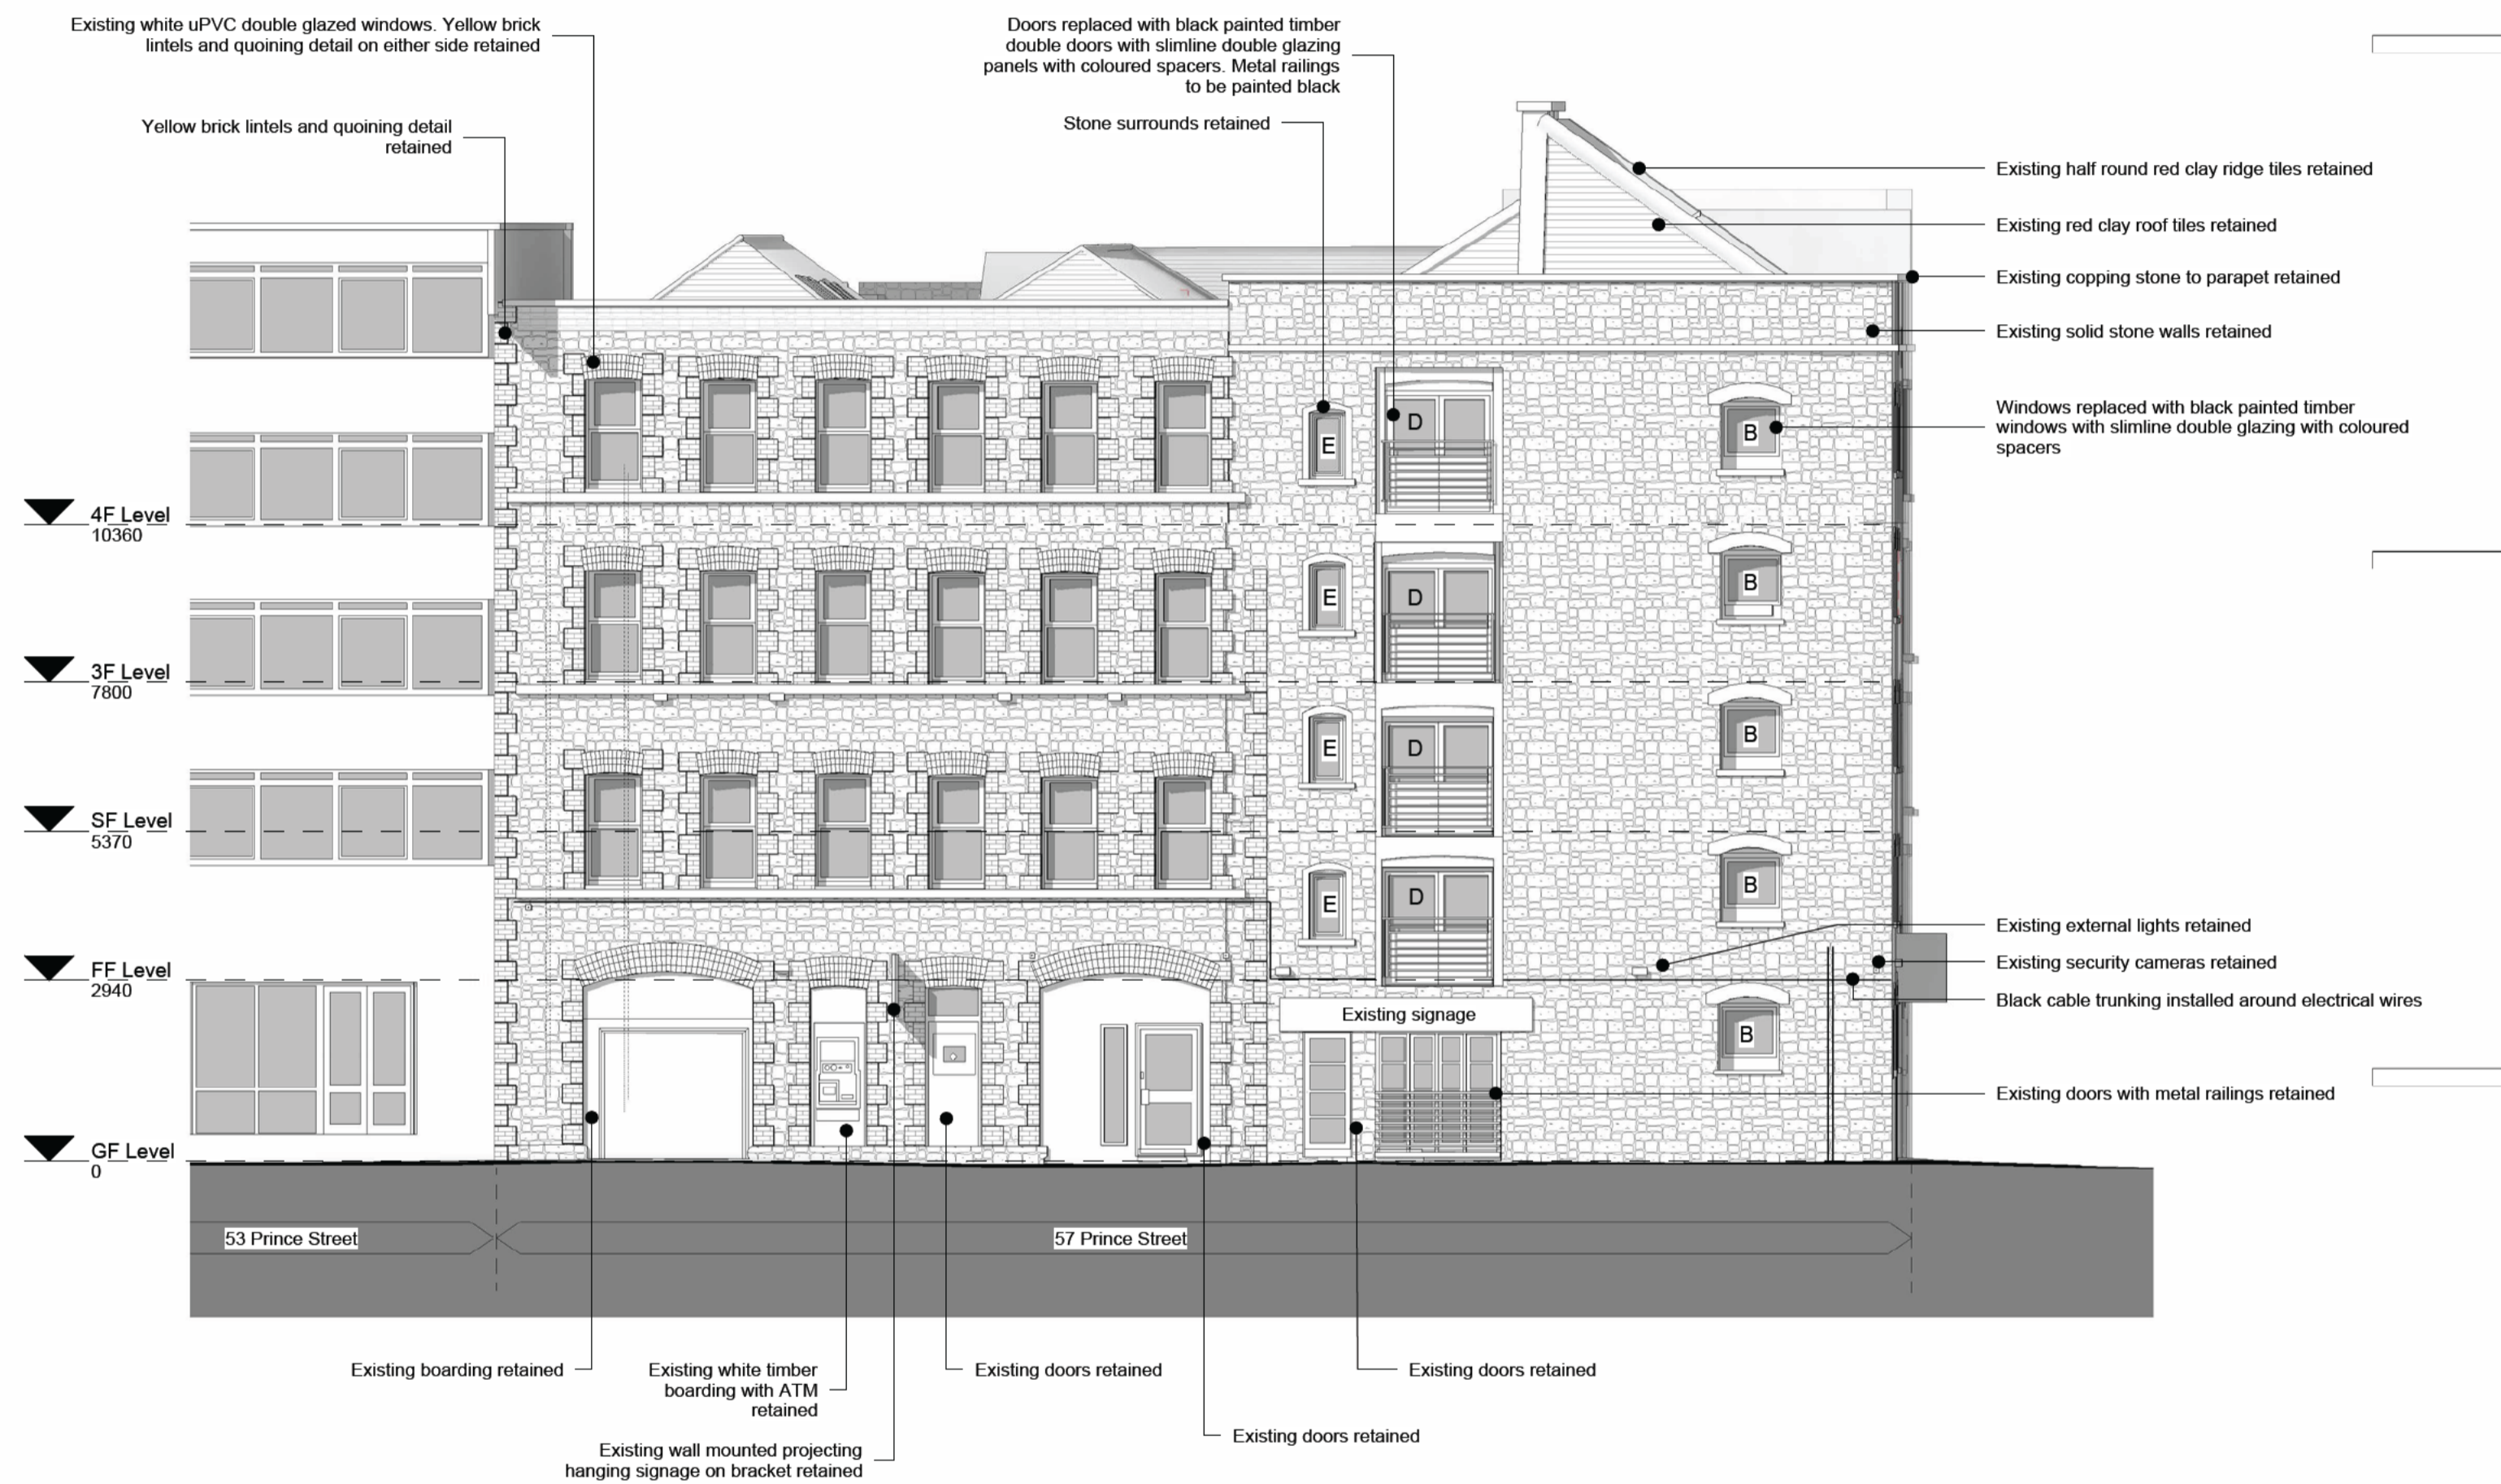 Existing white uPVC double glazed windows. Yellow brick
lintels and quoining detail on either side retained
Doors replaced with black painted timber
double doors with slimline double glazing
panels with coloured spacers. Metal railings
to be painted black
Yellow brick lintels and quoining detail
retained
Stone surrounds retained
Existing half round red clay ridge tiles retained
Existing red clay roof tiles retained
Existing copping stone to parapet retained
Existing solid stone walls retained
Windows replaced with black painted timber
windows with slimline double glazing with coloured
spacers
E
D
B
4F Level
10360
E
D
B
3F Level
7800
E
D
B
SF Level
5370
E
D
B
Existing external lights retained
Existing security cameras retained
Black cable trunking installed around electrical wires
FF Level
2940
Existing signage
B
Existing doors with metal railings retained
GF Level
0
53 Prince Street
57 Prince Street
Existing boarding retained
Existing white timber
boarding with ATM
retained
Existing doors retained
Existing doors retained
Existing doors retained
Existing wall mounted projecting
hanging signage on bracket retained